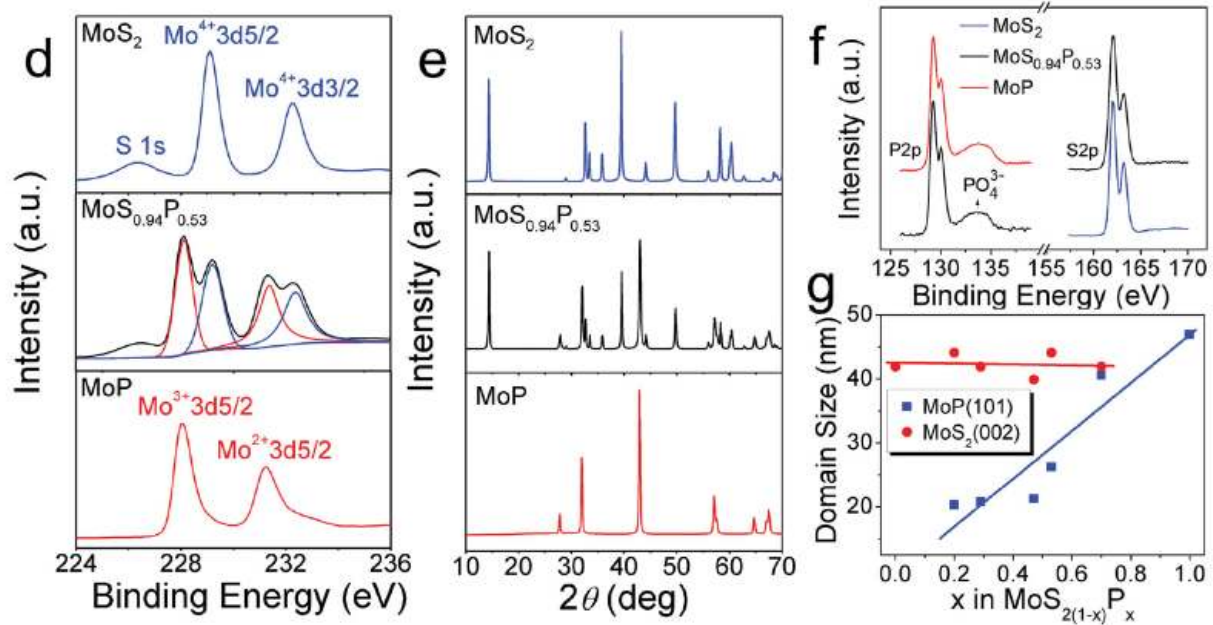 d
MoS₂
Mo⁴⁺3d5/2
Mo⁴⁺3d3/2
S 1s
MoS₀.₉₄P₀.₅₃
MoP
Mo³⁺3d5/2
Mo²⁺3d5/2
Intensity (a.u.)
224 228 232 236
Binding Energy (eV)
e
MoS₂
MoS₀.₉₄P₀.₅₃
MoP
Intensity (a.u.)
10 20 30 40 50 60 70
2θ (deg)
f
MoS₂
MoS₀.₉₄P₀.₅₃
MoP
P2p
PO₄³⁻
S2p
Intensity (a.u.)
125 130 135 155 160 165 170
Binding Energy (eV)
g
50
40
30
20
Domain Size (nm)
MoP(101)
MoS₂(002)
0.0 0.2 0.4 0.6 0.8 1.0
x in MoS₂₍₁₋ₓ₎Pₓ